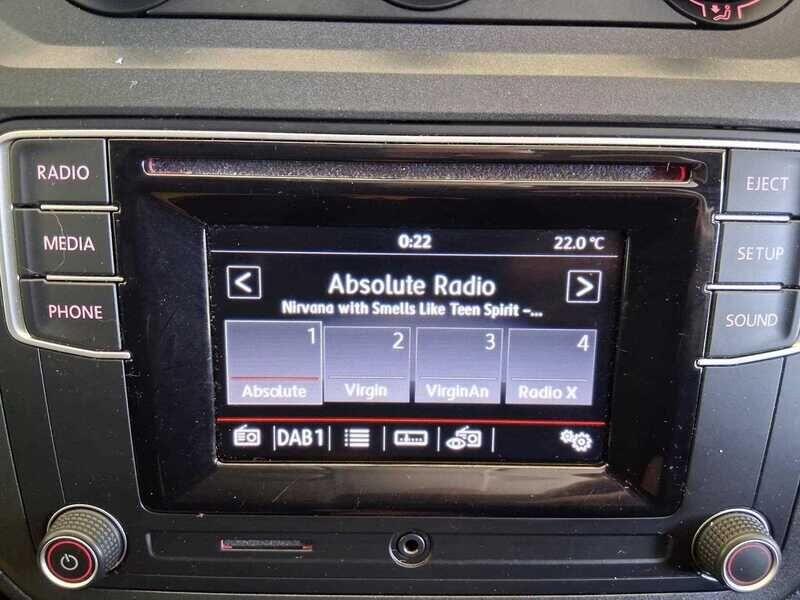 RADIO
MEDIA
PHONE
EJECT
SETUP
SOUND
0:22 22.0 °C
< Absolute Radio >
Nirvana with Smells Like Teen Spirit -...
1 2 3 4
Absolute Virgin VirginAn Radio X
DAB1